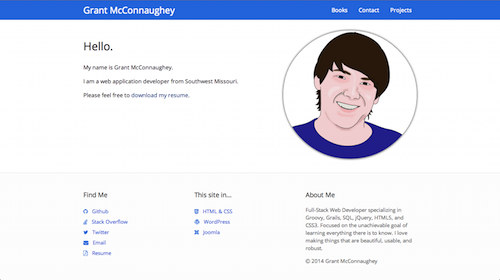 Grant McConnaughey
Books Contact Projects
Hello.
My name is Grant McConnaughey.
I am a web application developer from Southwest Missouri.
Please feel free to download my resume.
Find Me
Github
Stack Overflow
Twitter
Email
Resume
This site in...
HTML & CSS
WordPress
Joomla
About Me
Full-Stack Web Developer specializing in
Groovy, Grails, SQL, jQuery, HTML5, and
CSS3. Focused on the unachievable goal of
learning everything there is to know. I love
making things that are beautiful, usable, and
robust.
© 2014 Grant McConnaughey